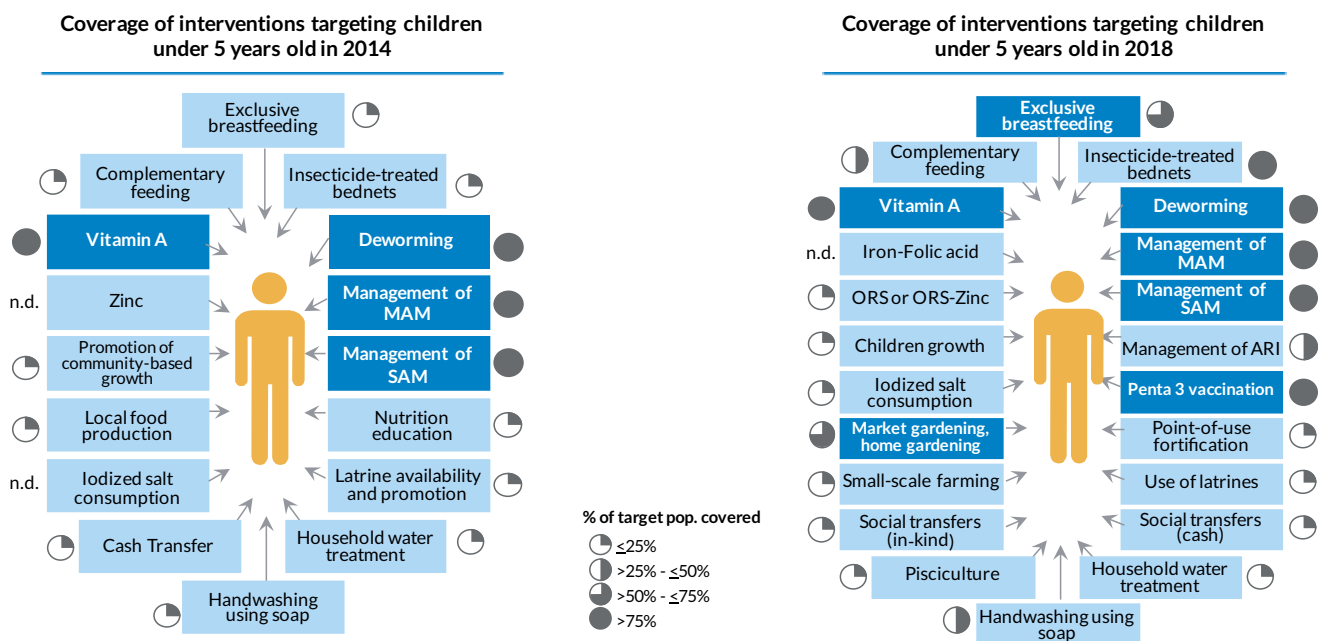 Coverage of interventions targeting children
under 5 years old in 2014
Exclusive
breastfeeding
Complementary
feeding
Insecticide-treated
bednets
Vitamin A
Deworming
n.d.
Zinc
Management of
MAM
Promotion of
community-based
growth
Management of
SAM
Local food
production
Nutrition
education
n.d.
Iodized salt
consumption
Latrine availability
and promotion
Cash Transfer
Household water
treatment
Handwashing
using soap
% of target pop. covered
≤25%
>25% - ≤50%
>50% - ≤75%
>75%
Coverage of interventions targeting children
under 5 years old in 2018
Exclusive
breastfeeding
Complementary
feeding
Insecticide-treated
bednets
Vitamin A
Deworming
n.d.
Iron-Folic acid
Management of
MAM
ORS or ORS-Zinc
Management of
SAM
Children growth
Management of ARI
Iodized salt
consumption
Penta 3 vaccination
Market gardening,
home gardening
Point-of-use
fortification
Small-scale farming
Use of latrines
Social transfers
(in-kind)
Social transfers
(cash)
Pisciculture
Household water
treatment
Handwashing using
soap